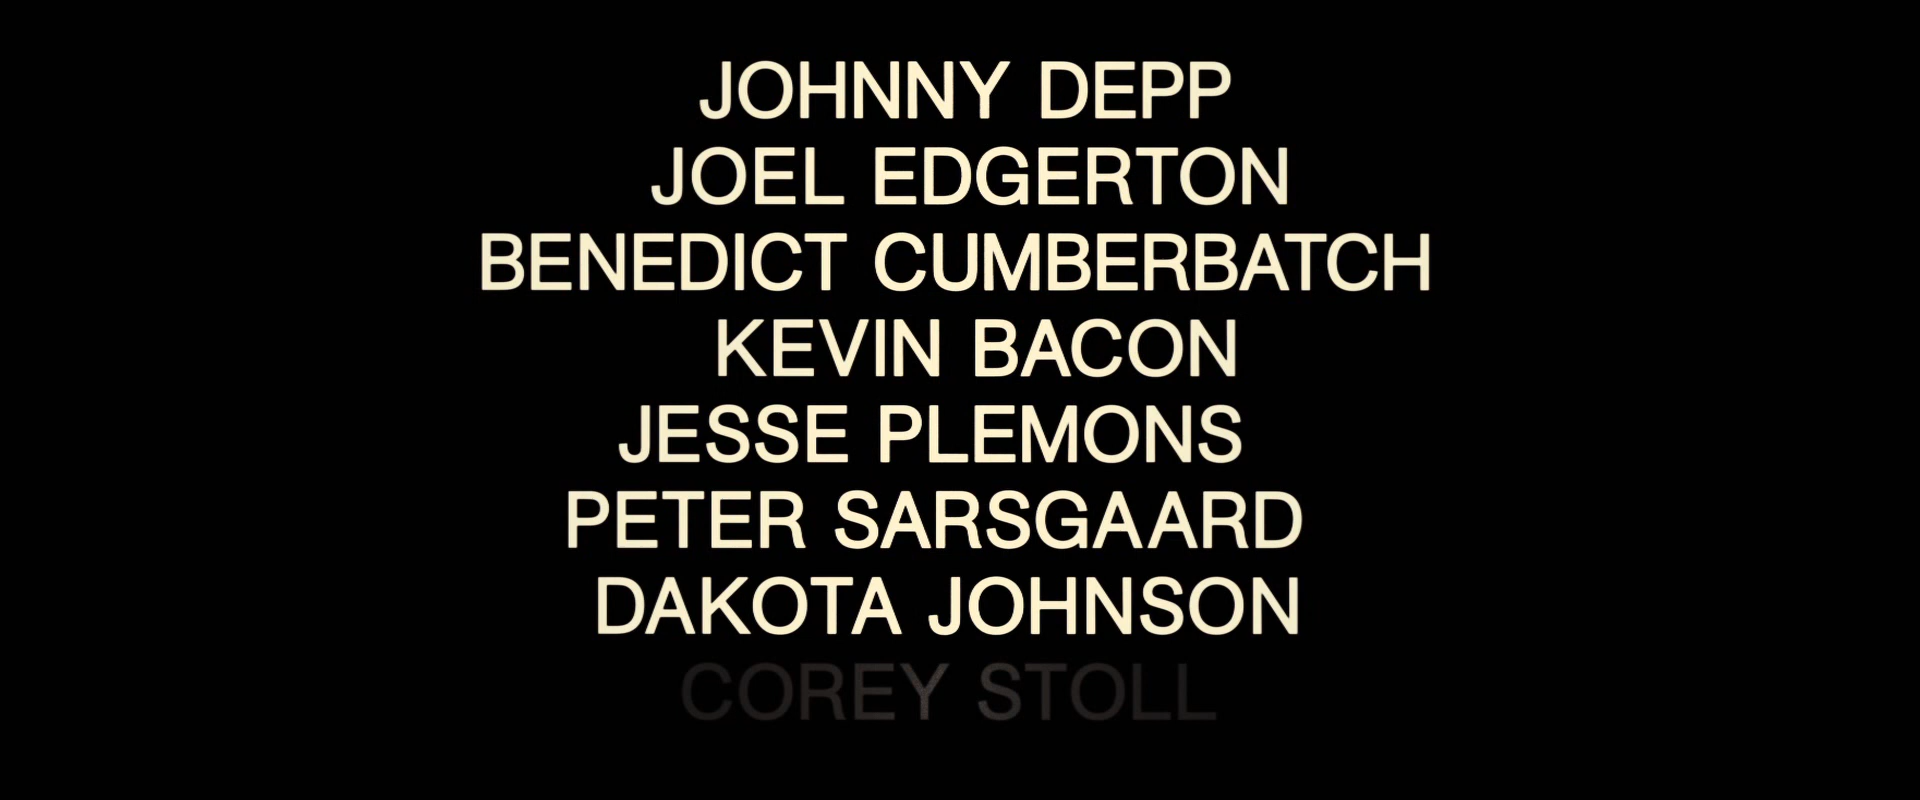 JOHNNY DEPP
JOEL EDGERTON
BENEDICT CUMBERBATCH
KEVIN BACON
JESSE PLEMONS
PETER SARSGAARD
DAKOTA JOHNSON
COREY STOLL